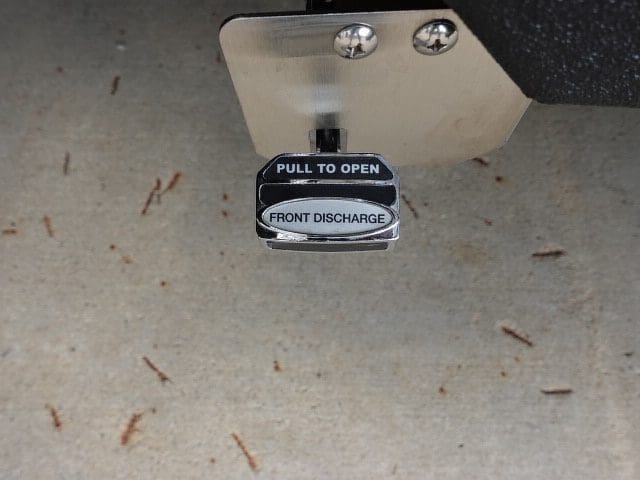 PULL TO OPEN
FRONT DISCHARGE